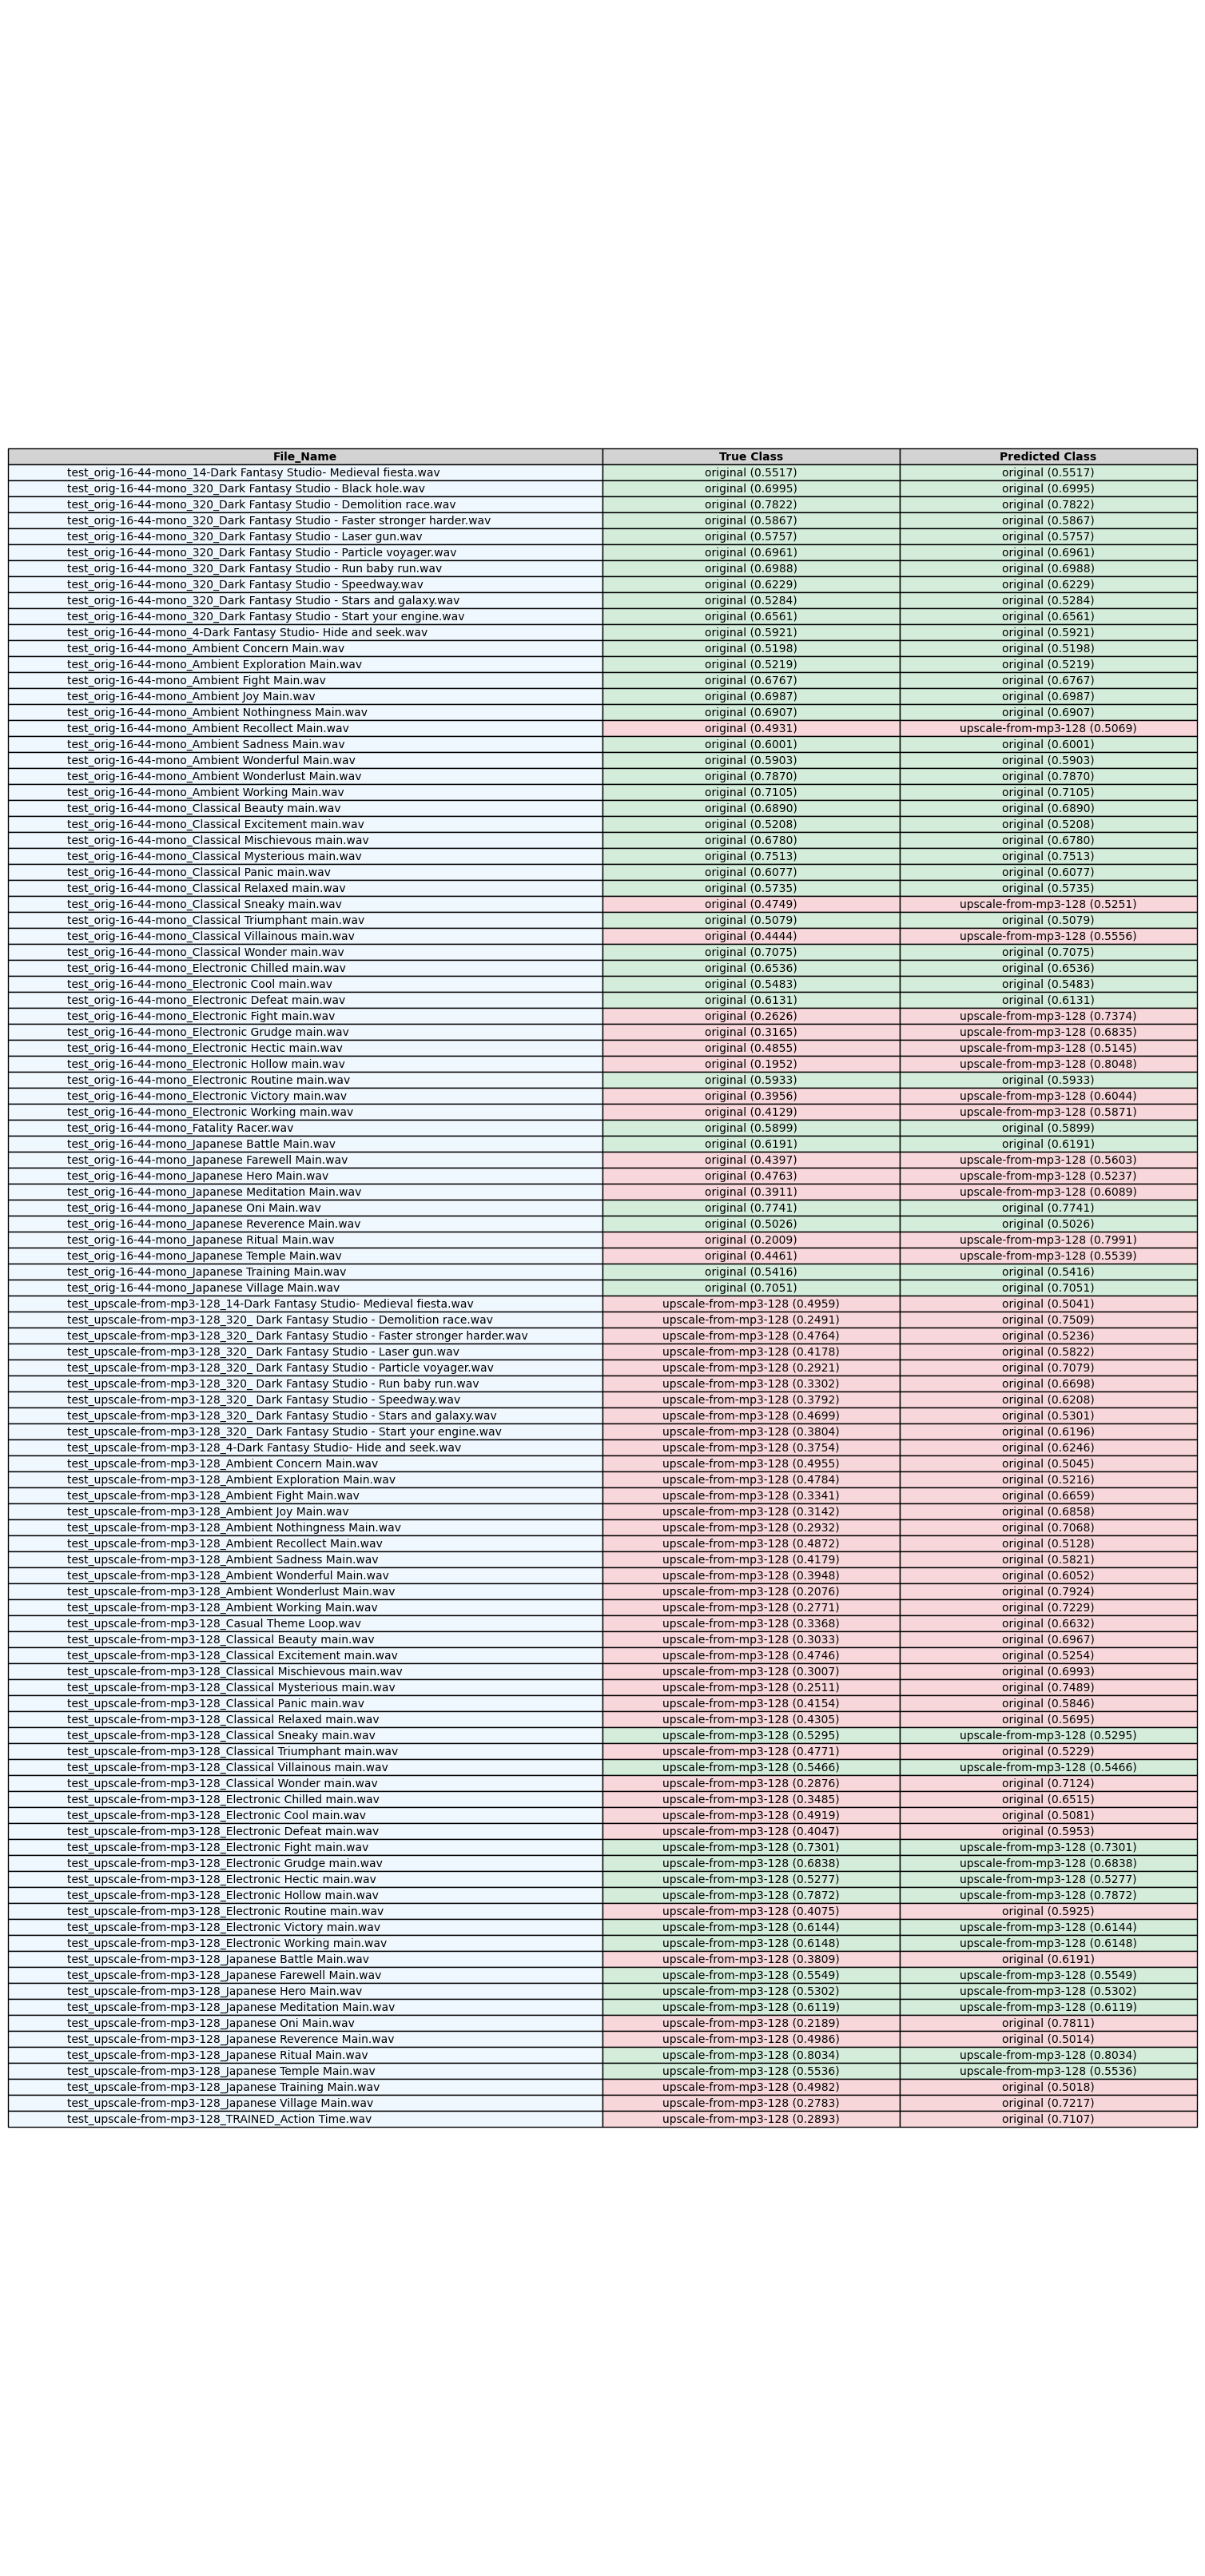 File_Name True Class Predicted Class
test_orig-16-44-mono_14-Dark Fantasy Studio- Medieval fiesta.wav original (0.5517) original (0.5517)
test_orig-16-44-mono_320_Dark Fantasy Studio - Black hole.wav original (0.6995) original (0.6995)
test_orig-16-44-mono_320_Dark Fantasy Studio - Demolition race.wav original (0.7822) original (0.7822)
test_orig-16-44-mono_320_Dark Fantasy Studio - Faster stronger harder.wav original (0.5867) original (0.5867)
test_orig-16-44-mono_320_Dark Fantasy Studio - Laser gun.wav original (0.5757) original (0.5757)
test_orig-16-44-mono_320_Dark Fantasy Studio - Particle voyager.wav original (0.6961) original (0.6961)
test_orig-16-44-mono_320_Dark Fantasy Studio - Run baby run.wav original (0.6988) original (0.6988)
test_orig-16-44-mono_320_Dark Fantasy Studio - Speedway.wav original (0.6229) original (0.6229)
test_orig-16-44-mono_320_Dark Fantasy Studio - Stars and galaxy.wav original (0.5284) original (0.5284)
test_orig-16-44-mono_320_Dark Fantasy Studio - Start your engine.wav original (0.6561) original (0.6561)
test_orig-16-44-mono_4-Dark Fantasy Studio- Hide and seek.wav original (0.5921) original (0.5921)
test_orig-16-44-mono_Ambient Concern Main.wav original (0.5198) original (0.5198)
test_orig-16-44-mono_Ambient Exploration Main.wav original (0.5219) original (0.5219)
test_orig-16-44-mono_Ambient Fight Main.wav original (0.6767) original (0.6767)
test_orig-16-44-mono_Ambient Joy Main.wav original (0.6987) original (0.6987)
test_orig-16-44-mono_Ambient Nothingness Main.wav original (0.6907) original (0.6907)
test_orig-16-44-mono_Ambient Recollect Main.wav original (0.4931) upscale-from-mp3-128 (0.5069)
test_orig-16-44-mono_Ambient Sadness Main.wav original (0.6001) original (0.6001)
test_orig-16-44-mono_Ambient Wonderful Main.wav original (0.5903) original (0.5903)
test_orig-16-44-mono_Ambient Wonderlust Main.wav original (0.7870) original (0.7870)
test_orig-16-44-mono_Ambient Working Main.wav original (0.7105) original (0.7105)
test_orig-16-44-mono_Classical Beauty main.wav original (0.6890) original (0.6890)
test_orig-16-44-mono_Classical Excitement main.wav original (0.5208) original (0.5208)
test_orig-16-44-mono_Classical Mischievous main.wav original (0.6780) original (0.6780)
test_orig-16-44-mono_Classical Mysterious main.wav original (0.7513) original (0.7513)
test_orig-16-44-mono_Classical Panic main.wav original (0.6077) original (0.6077)
test_orig-16-44-mono_Classical Relaxed main.wav original (0.5735) original (0.5735)
test_orig-16-44-mono_Classical Sneaky main.wav original (0.4749) upscale-from-mp3-128 (0.5251)
test_orig-16-44-mono_Classical Triumphant main.wav original (0.5079) original (0.5079)
test_orig-16-44-mono_Classical Villainous main.wav original (0.4444) upscale-from-mp3-128 (0.5556)
test_orig-16-44-mono_Classical Wonder main.wav original (0.7075) original (0.7075)
test_orig-16-44-mono_Electronic Chilled main.wav original (0.6536) original (0.6536)
test_orig-16-44-mono_Electronic Cool main.wav original (0.5483) original (0.5483)
test_orig-16-44-mono_Electronic Defeat main.wav original (0.6131) original (0.6131)
test_orig-16-44-mono_Electronic Fight main.wav original (0.2626) upscale-from-mp3-128 (0.7374)
test_orig-16-44-mono_Electronic Grudge main.wav original (0.3165) upscale-from-mp3-128 (0.6835)
test_orig-16-44-mono_Electronic Hectic main.wav original (0.4855) upscale-from-mp3-128 (0.5145)
test_orig-16-44-mono_Electronic Hollow main.wav original (0.1952) upscale-from-mp3-128 (0.8048)
test_orig-16-44-mono_Electronic Routine main.wav original (0.5933) original (0.5933)
test_orig-16-44-mono_Electronic Victory main.wav original (0.3956) upscale-from-mp3-128 (0.6044)
test_orig-16-44-mono_Electronic Working main.wav original (0.4129) upscale-from-mp3-128 (0.5871)
test_orig-16-44-mono_Fatality Racer.wav original (0.5899) original (0.5899)
test_orig-16-44-mono_Japanese Battle Main.wav original (0.6191) original (0.6191)
test_orig-16-44-mono_Japanese Farewell Main.wav original (0.4397) upscale-from-mp3-128 (0.5603)
test_orig-16-44-mono_Japanese Hero Main.wav original (0.4763) upscale-from-mp3-128 (0.5237)
test_orig-16-44-mono_Japanese Meditation Main.wav original (0.3911) upscale-from-mp3-128 (0.6089)
test_orig-16-44-mono_Japanese Oni Main.wav original (0.7741) original (0.7741)
test_orig-16-44-mono_Japanese Reverence Main.wav original (0.5026) original (0.5026)
test_orig-16-44-mono_Japanese Ritual Main.wav original (0.2009) upscale-from-mp3-128 (0.7991)
test_orig-16-44-mono_Japanese Temple Main.wav original (0.4461) upscale-from-mp3-128 (0.5539)
test_orig-16-44-mono_Japanese Training Main.wav original (0.5416) original (0.5416)
test_orig-16-44-mono_Japanese Village Main.wav original (0.7051) original (0.7051)
test_upscale-from-mp3-128_14-Dark Fantasy Studio- Medieval fiesta.wav upscale-from-mp3-128 (0.4959) original (0.5041)
test_upscale-from-mp3-128_320_ Dark Fantasy Studio - Demolition race.wav upscale-from-mp3-128 (0.2491) original (0.7509)
test_upscale-from-mp3-128_320_ Dark Fantasy Studio - Faster stronger harder.wav upscale-from-mp3-128 (0.4764) original (0.5236)
test_upscale-from-mp3-128_320_ Dark Fantasy Studio - Laser gun.wav upscale-from-mp3-128 (0.4178) original (0.5822)
test_upscale-from-mp3-128_320_ Dark Fantasy Studio - Particle voyager.wav upscale-from-mp3-128 (0.2921) original (0.7079)
test_upscale-from-mp3-128_320_ Dark Fantasy Studio - Run baby run.wav upscale-from-mp3-128 (0.3302) original (0.6698)
test_upscale-from-mp3-128_320_ Dark Fantasy Studio - Speedway.wav upscale-from-mp3-128 (0.3792) original (0.6208)
test_upscale-from-mp3-128_320_ Dark Fantasy Studio - Stars and galaxy.wav upscale-from-mp3-128 (0.4699) original (0.5301)
test_upscale-from-mp3-128_320_ Dark Fantasy Studio - Start your engine.wav upscale-from-mp3-128 (0.3804) original (0.6196)
test_upscale-from-mp3-128_4-Dark Fantasy Studio- Hide and seek.wav upscale-from-mp3-128 (0.3754) original (0.6246)
test_upscale-from-mp3-128_Ambient Concern Main.wav upscale-from-mp3-128 (0.4955) original (0.5045)
test_upscale-from-mp3-128_Ambient Exploration Main.wav upscale-from-mp3-128 (0.4784) original (0.5216)
test_upscale-from-mp3-128_Ambient Fight Main.wav upscale-from-mp3-128 (0.3341) original (0.6659)
test_upscale-from-mp3-128_Ambient Joy Main.wav upscale-from-mp3-128 (0.3142) original (0.6858)
test_upscale-from-mp3-128_Ambient Nothingness Main.wav upscale-from-mp3-128 (0.2932) original (0.7068)
test_upscale-from-mp3-128_Ambient Recollect Main.wav upscale-from-mp3-128 (0.4872) original (0.5128)
test_upscale-from-mp3-128_Ambient Sadness Main.wav upscale-from-mp3-128 (0.4179) original (0.5821)
test_upscale-from-mp3-128_Ambient Wonderful Main.wav upscale-from-mp3-128 (0.3948) original (0.6052)
test_upscale-from-mp3-128_Ambient Wonderlust Main.wav upscale-from-mp3-128 (0.2076) original (0.7924)
test_upscale-from-mp3-128_Ambient Working Main.wav upscale-from-mp3-128 (0.2771) original (0.7229)
test_upscale-from-mp3-128_Casual Theme Loop.wav upscale-from-mp3-128 (0.3368) original (0.6632)
test_upscale-from-mp3-128_Classical Beauty main.wav upscale-from-mp3-128 (0.3033) original (0.6967)
test_upscale-from-mp3-128_Classical Excitement main.wav upscale-from-mp3-128 (0.4746) original (0.5254)
test_upscale-from-mp3-128_Classical Mischievous main.wav upscale-from-mp3-128 (0.3007) original (0.6993)
test_upscale-from-mp3-128_Classical Mysterious main.wav upscale-from-mp3-128 (0.2511) original (0.7489)
test_upscale-from-mp3-128_Classical Panic main.wav upscale-from-mp3-128 (0.4154) original (0.5846)
test_upscale-from-mp3-128_Classical Relaxed main.wav upscale-from-mp3-128 (0.4305) original (0.5695)
test_upscale-from-mp3-128_Classical Sneaky main.wav upscale-from-mp3-128 (0.5295) upscale-from-mp3-128 (0.5295)
test_upscale-from-mp3-128_Classical Triumphant main.wav upscale-from-mp3-128 (0.4771) original (0.5229)
test_upscale-from-mp3-128_Classical Villainous main.wav upscale-from-mp3-128 (0.5466) upscale-from-mp3-128 (0.5466)
test_upscale-from-mp3-128_Classical Wonder main.wav upscale-from-mp3-128 (0.2876) original (0.7124)
test_upscale-from-mp3-128_Electronic Chilled main.wav upscale-from-mp3-128 (0.3485) original (0.6515)
test_upscale-from-mp3-128_Electronic Cool main.wav upscale-from-mp3-128 (0.4919) original (0.5081)
test_upscale-from-mp3-128_Electronic Defeat main.wav upscale-from-mp3-128 (0.4047) original (0.5953)
test_upscale-from-mp3-128_Electronic Fight main.wav upscale-from-mp3-128 (0.7301) upscale-from-mp3-128 (0.7301)
test_upscale-from-mp3-128_Electronic Grudge main.wav upscale-from-mp3-128 (0.6838) upscale-from-mp3-128 (0.6838)
test_upscale-from-mp3-128_Electronic Hectic main.wav upscale-from-mp3-128 (0.5277) upscale-from-mp3-128 (0.5277)
test_upscale-from-mp3-128_Electronic Hollow main.wav upscale-from-mp3-128 (0.7872) upscale-from-mp3-128 (0.7872)
test_upscale-from-mp3-128_Electronic Routine main.wav upscale-from-mp3-128 (0.4075) original (0.5925)
test_upscale-from-mp3-128_Electronic Victory main.wav upscale-from-mp3-128 (0.6144) upscale-from-mp3-128 (0.6144)
test_upscale-from-mp3-128_Electronic Working main.wav upscale-from-mp3-128 (0.6148) upscale-from-mp3-128 (0.6148)
test_upscale-from-mp3-128_Japanese Battle Main.wav upscale-from-mp3-128 (0.3809) original (0.6191)
test_upscale-from-mp3-128_Japanese Farewell Main.wav upscale-from-mp3-128 (0.5549) upscale-from-mp3-128 (0.5549)
test_upscale-from-mp3-128_Japanese Hero Main.wav upscale-from-mp3-128 (0.5302) upscale-from-mp3-128 (0.5302)
test_upscale-from-mp3-128_Japanese Meditation Main.wav upscale-from-mp3-128 (0.6119) upscale-from-mp3-128 (0.6119)
test_upscale-from-mp3-128_Japanese Oni Main.wav upscale-from-mp3-128 (0.2189) original (0.7811)
test_upscale-from-mp3-128_Japanese Reverence Main.wav upscale-from-mp3-128 (0.4986) original (0.5014)
test_upscale-from-mp3-128_Japanese Ritual Main.wav upscale-from-mp3-128 (0.8034) upscale-from-mp3-128 (0.8034)
test_upscale-from-mp3-128_Japanese Temple Main.wav upscale-from-mp3-128 (0.5536) upscale-from-mp3-128 (0.5536)
test_upscale-from-mp3-128_Japanese Training Main.wav upscale-from-mp3-128 (0.4982) original (0.5018)
test_upscale-from-mp3-128_Japanese Village Main.wav upscale-from-mp3-128 (0.2783) original (0.7217)
test_upscale-from-mp3-128_TRAINED_Action Time.wav upscale-from-mp3-128 (0.2893) original (0.7107)